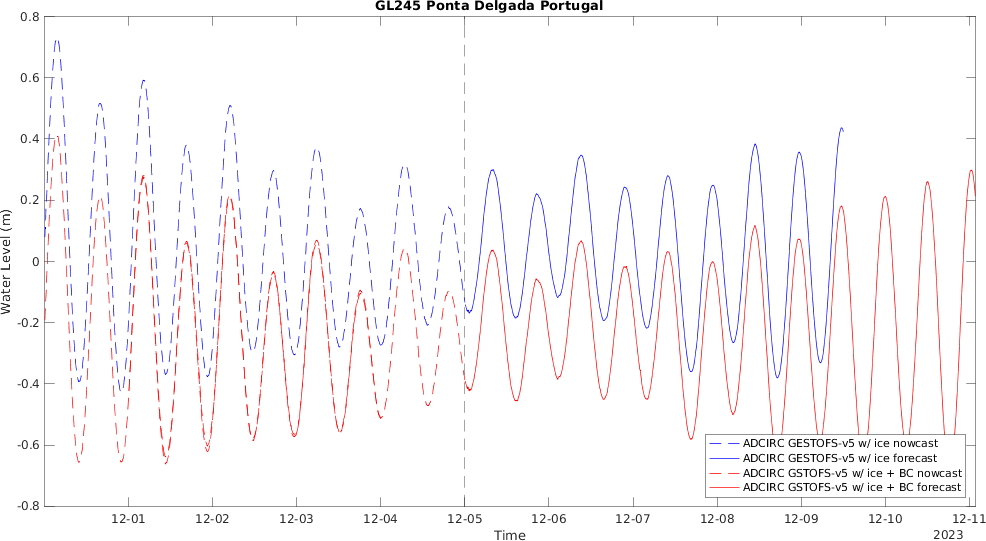 GL245 Ponta Delgada Portugal
0.8
0.6
0.4
0.2
0
-0.2
-0.4
-0.6
-0.8
Water Level (m)
12-01 12-02 12-03 12-04 12-05 12-06 12-07 12-08 12-09 12-10 12-11
Time
2023
ADCIRC GESTOFS-v5 w/ ice nowcast
ADCIRC GESTOFS-v5 w/ ice forecast
ADCIRC GSTOFS-v5 w/ ice + BC nowcast
ADCIRC GSTOFS-v5 w/ ice + BC forecast